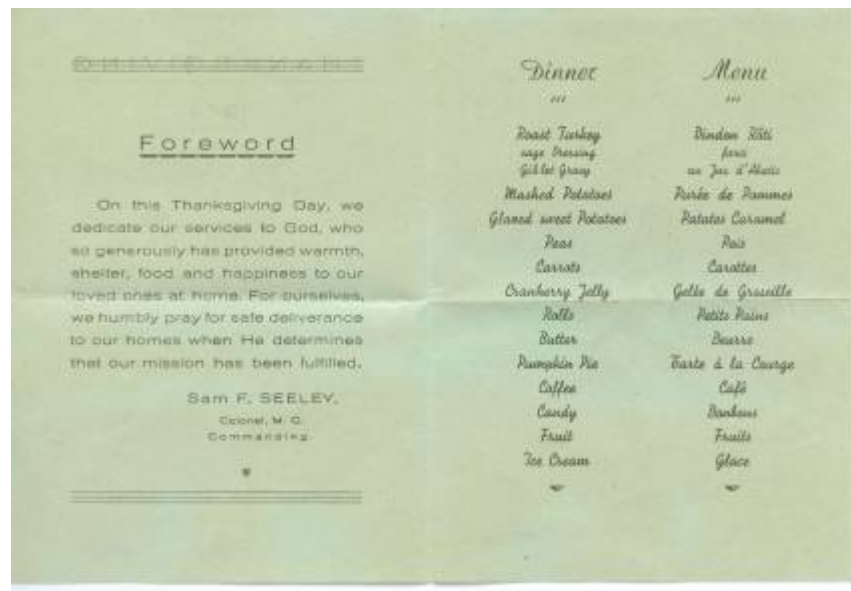 Foreword
On this Thanksgiving Day, we
dedicate our services to God, who
so generously has provided warmth,
shelter, food and happiness to our
loved ones at home. For ourselves,
we humbly pray for safe deliverance
to our homes when He determines
that our mission has been fulfilled.
Sam F. SEELEY,
Colonel, M. C.
Commanding
Dinner
Roast Turkey
sage Dressing
Giblet Gravy
Mashed Potatoes
Glazed sweet Potatoes
Peas
Carrots
Cranberry Jelly
Rolls
Butter
Pumpkin Pie
Coffee
Candy
Fruit
Ice Cream
Menu
Dindon Rôti
farci
au Jus d'Abatis
Purée de Pommes
Patates Caramel
Pois
Carottes
Gelée de Groseille
Petits Pains
Beurre
Tarte à la Courge
Café
Bonbons
Fruits
Glace